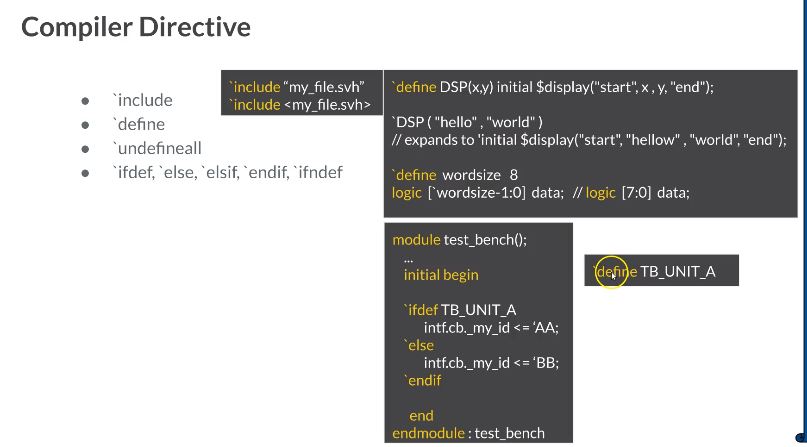 Compiler Directive
● `include
● `define
● `undefineall
● `ifdef, `else, `elsif, `endif, `ifndef
`include “my_file.svh”
`include <my_file.svh>
`define DSP(x,y) initial $display("start", x , y, "end");
`DSP ( "hello" , "world" )
// expands to 'initial $display("start", "hellow" , "world", "end");
`define wordsize 8
logic [`wordsize-1:0] data; // logic [7:0] data;
module test_bench();
...
initial begin
`ifdef TB_UNIT_A
intf.cb._my_id <= ‘AA;
`else
intf.cb._my_id <= ‘BB;
`endif
end
endmodule : test_bench
`define TB_UNIT_A